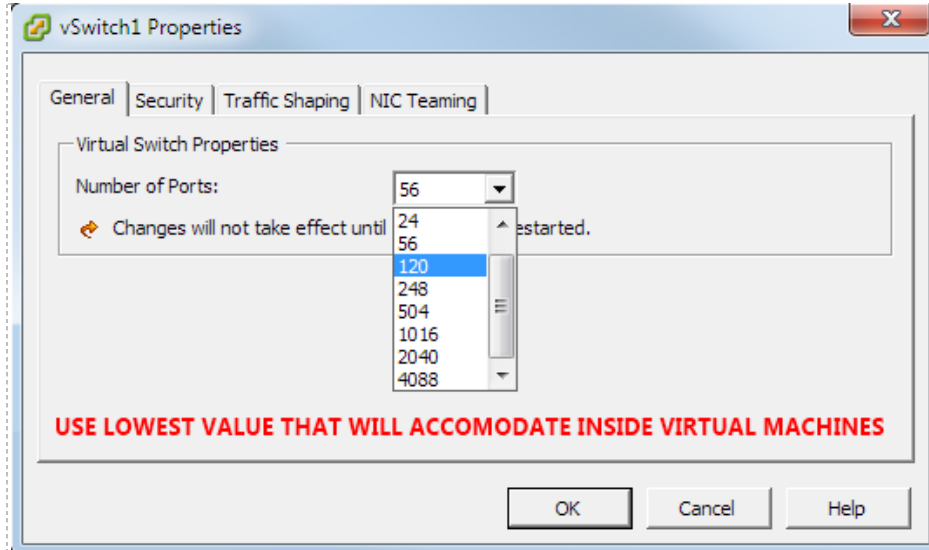 vSwitch1 Properties
General Security Traffic Shaping NIC Teaming
Virtual Switch Properties
Number of Ports: 56
Changes will not take effect until estarted.
24
56
120
248
504
1016
2040
4088
USE LOWEST VALUE THAT WILL ACCOMODATE INSIDE VIRTUAL MACHINES
OK Cancel Help